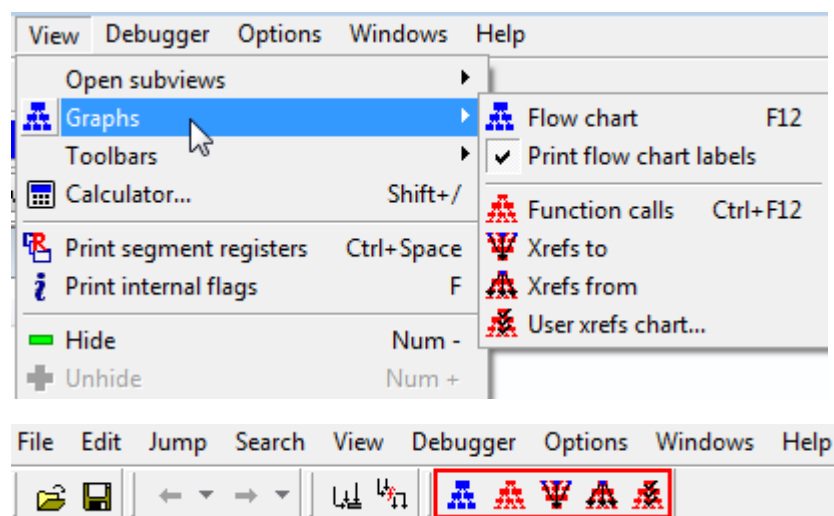 View Debugger Options Windows Help
Open subviews
Graphs
Toolbars
Calculator... Shift+/
Print segment registers Ctrl+Space
Print internal flags F
Hide Num -
Unhide Num +
Flow chart F12
Print flow chart labels
Function calls Ctrl+F12
Xrefs to
Xrefs from
User xrefs chart...
File Edit Jump Search View Debugger Options Windows Help